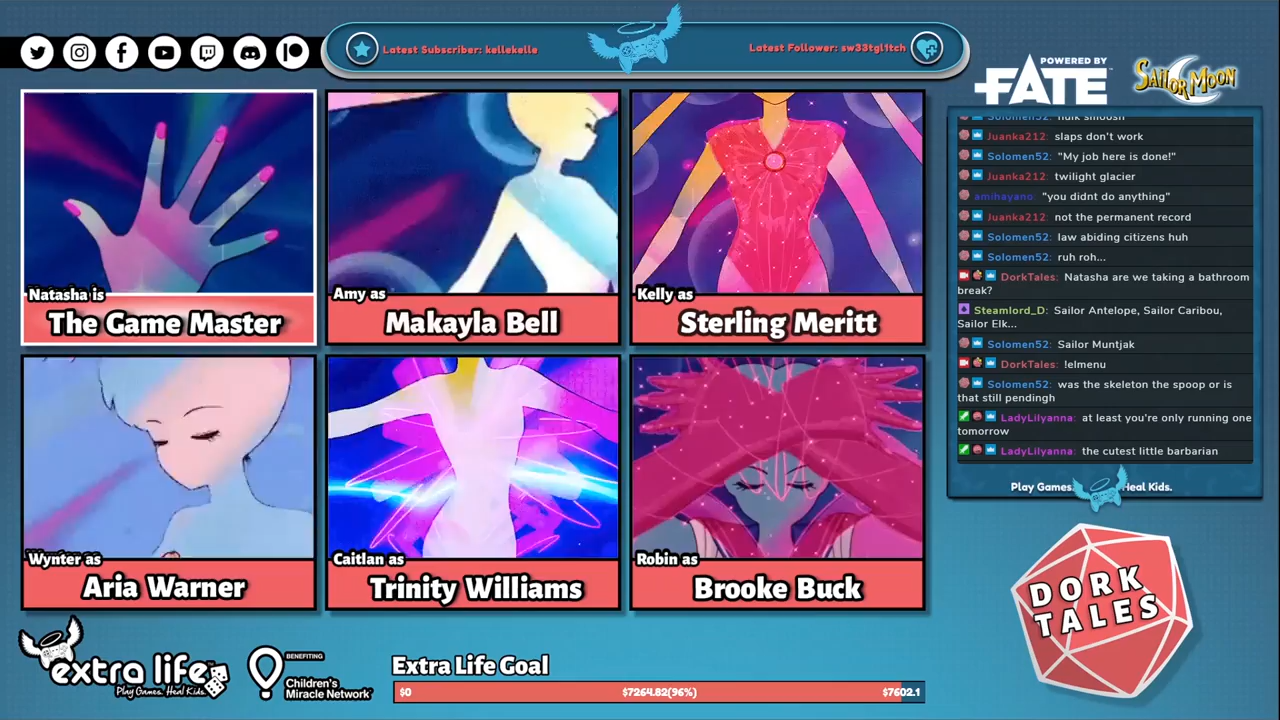 Latest Subscriber: kellekelle
Latest Follower: sw33tgl1tch
POWERED BY
FATE
SAILOR MOON
Natasha is
The Game Master
Amy as
Makayla Bell
Kelly as
Sterling Meritt
Wynter as
Aria Warner
Caitlan as
Trinity Williams
Robin as
Brooke Buck
Solomen52: hulk smoosh
Juanka212: slaps don't work
Solomen52: "My job here is done!"
Juanka212: twilight glacier
amihayano: "you didnt do anything"
Juanka212: not the permanent record
Solomen52: law abiding citizens huh
Solomen52: ruh roh...
DorkTales: Natasha are we taking a bathroom
break?
Steamlord_D: Sailor Antelope, Sailor Caribou,
Sailor Elk...
Solomen52: Sailor Muntjak
DorkTales: !elmenu
Solomen52: was the skeleton the spoop or is
that still pendingh
LadyLilyanna: at least you're only running one
tomorrow
LadyLilyanna: the cutest little barbarian
Play Games. Heal Kids.
DORK
TALES
extra life
Play Games. Heal Kids.
BENEFITING
Children's
Miracle Network
Extra Life Goal
$0 $7264.82(96%) $7602.1